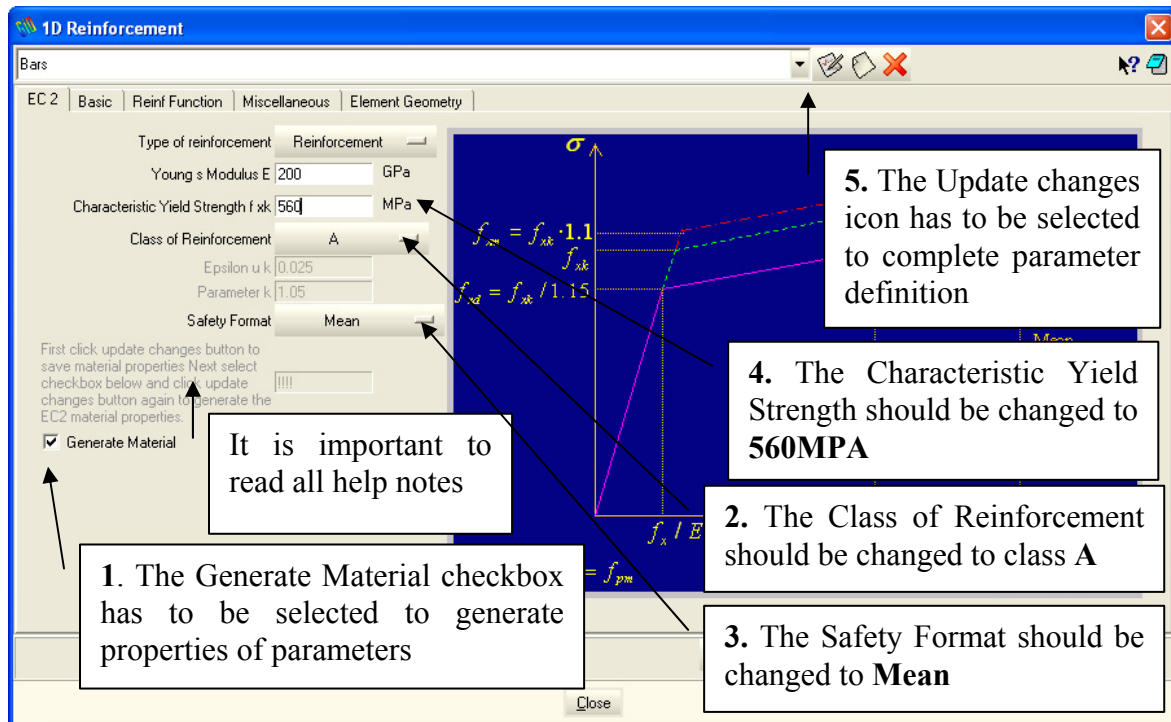 1D Reinforcement
Bars
EC 2 Basic Reinf Function Miscellaneous Element Geometry
Type of reinforcement Reinforcement
Young s Modulus E 200 GPa
Characteristic Yield Strength f xk 560 MPa
Class of Reinforcement A
Epsilon u k 0.025
Parameter k 1.05
Safety Format Mean
First click update changes button to
save material properties Next select
checkbox below and click update
changes button again to generate the
EC2 material properties.
!!!!
Generate Material
It is important to
read all help notes
1. The Generate Material checkbox
has to be selected to generate
properties of parameters
σ
f xm = f xk ·1.1
f xk
f xd = f xk / 1.15
f x / E
= f pm
5. The Update changes
icon has to be selected
to complete parameter
definition
4. The Characteristic Yield
Strength should be changed to
560MPA
2. The Class of Reinforcement
should be changed to class A
3. The Safety Format should be
changed to Mean
Close